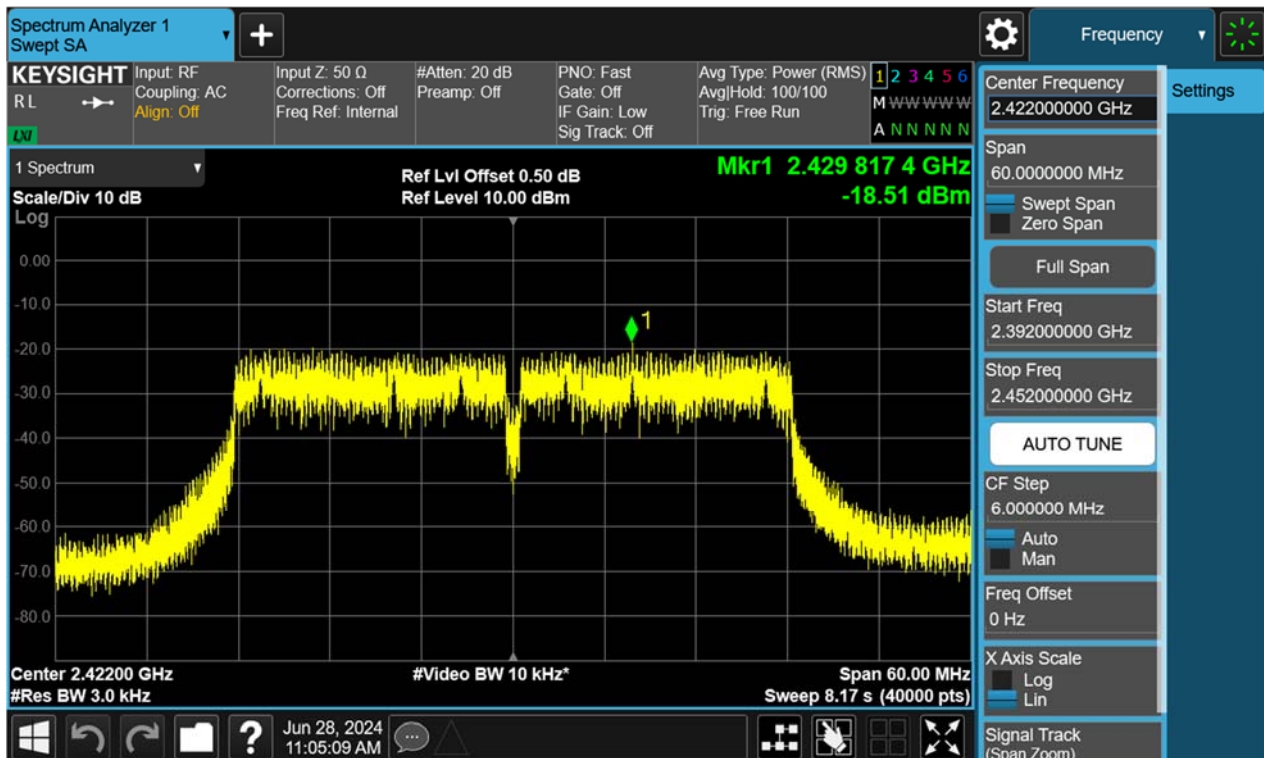 Spectrum Analyzer 1
Swept SA
+
Frequency
KEYSIGHT
RL
LXI
Input: RF
Coupling: AC
Align: Off
Input Z: 50 Ω
Corrections: Off
Freq Ref: Internal
#Atten: 20 dB
Preamp: Off
PNO: Fast
Gate: Off
IF Gain: Low
Sig Track: Off
Avg Type: Power (RMS)
Avg|Hold: 100/100
Trig: Free Run
1 2 3 4 5 6
M W W W W W
A N N N N N
1 Spectrum
Scale/Div 10 dB
Ref Lvl Offset 0.50 dB
Ref Level 10.00 dBm
Mkr1 2.429 817 4 GHz
-18.51 dBm
Log
0.00
-10.0
-20.0
-30.0
-40.0
-50.0
-60.0
-70.0
-80.0
1
Center 2.42200 GHz
#Res BW 3.0 kHz
#Video BW 10 kHz*
Span 60.00 MHz
Sweep 8.17 s (40000 pts)
?
Jun 28, 2024
11:05:09 AM
Center Frequency
2.422000000 GHz
Settings
Span
60.0000000 MHz
Swept Span
Zero Span
Full Span
Start Freq
2.392000000 GHz
Stop Freq
2.452000000 GHz
AUTO TUNE
CF Step
6.000000 MHz
Auto
Man
Freq Offset
0 Hz
X Axis Scale
Log
Lin
Signal Track
(Span Zoom)